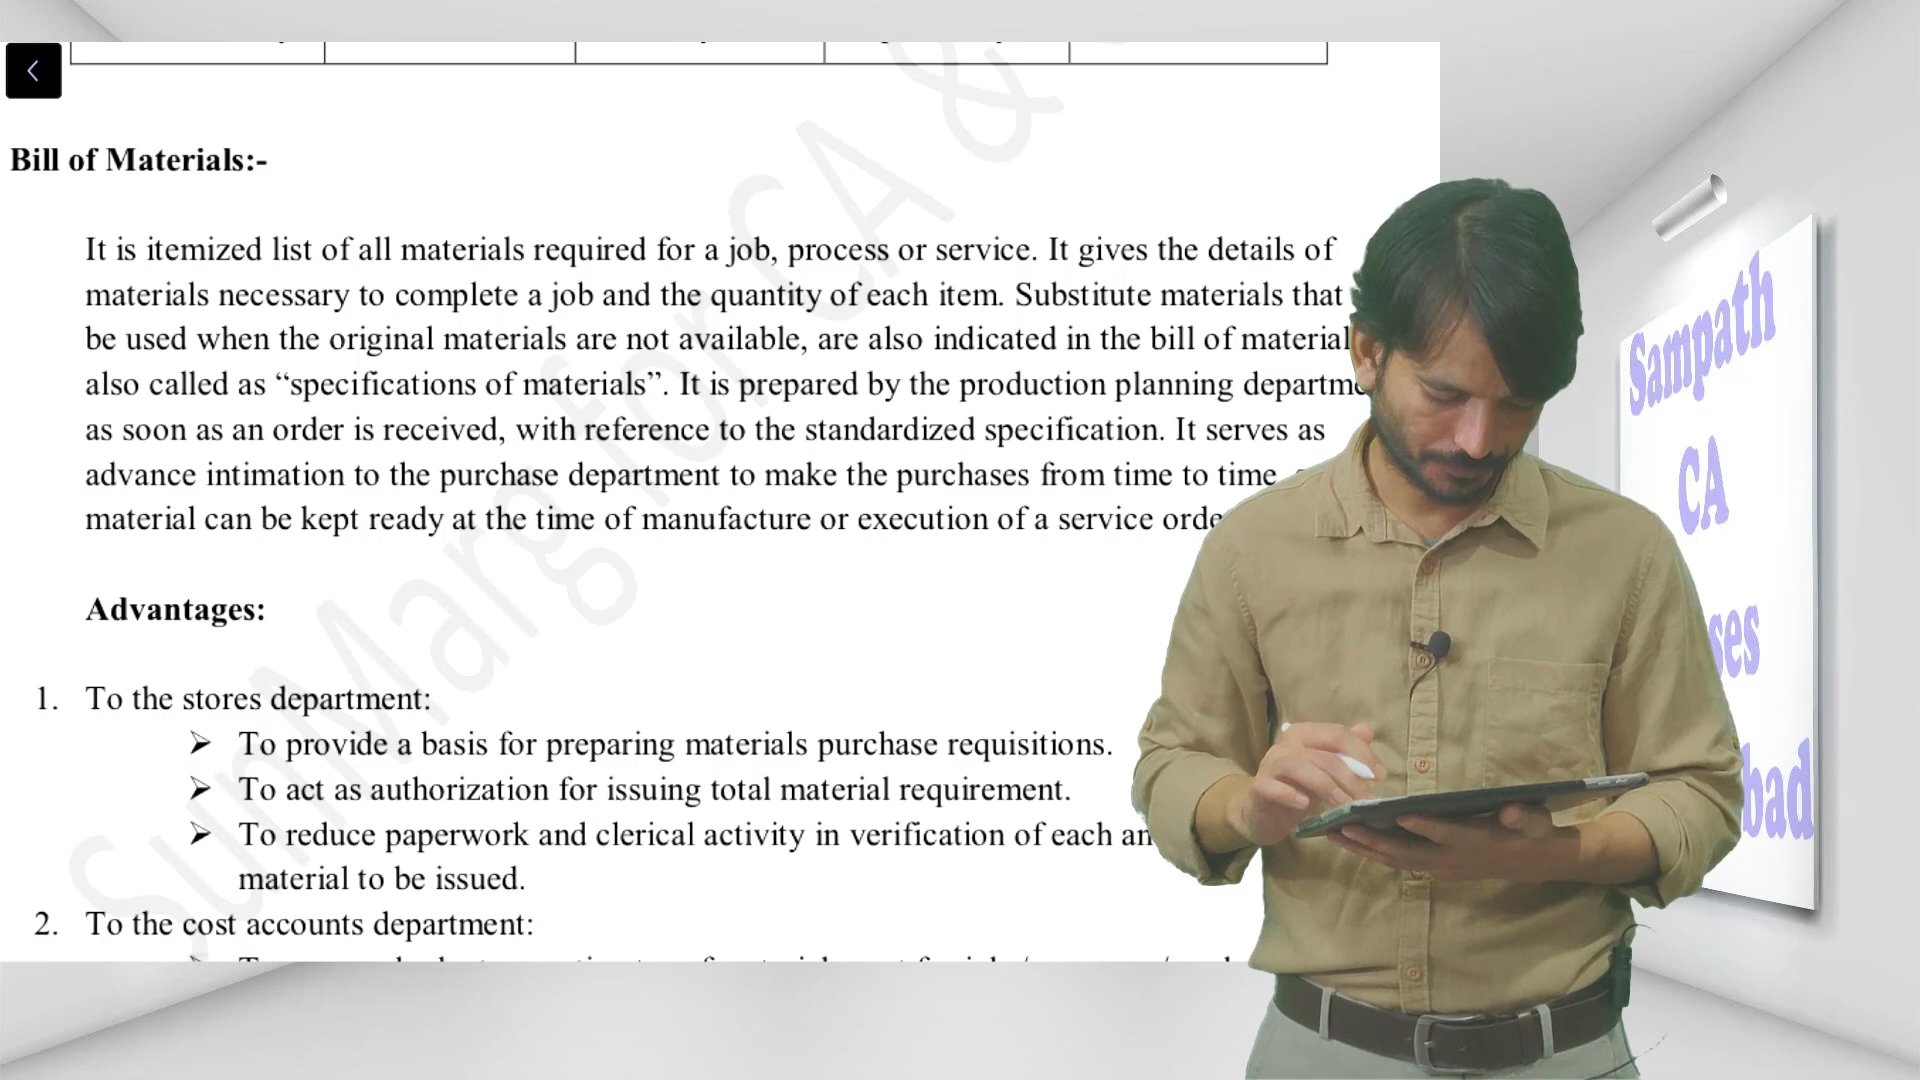 Bill of Materials:-
It is itemized list of all materials required for a job, process or service. It gives the details of
materials necessary to complete a job and the quantity of each item. Substitute materials that
be used when the original materials are not available, are also indicated in the bill of material
also called as “specifications of materials”. It is prepared by the production planning
as soon as an order is received, with reference to the standardized specification. It serves as
advance intimation to the purchase department to make the purchases from time to time
material can be kept ready at the time of manufacture or execution of a service
Advantages:
1. To the stores department:
➢ To provide a basis for preparing materials purchase requisitions.
➢ To act as authorization for issuing total material requirement.
➢ To reduce paperwork and clerical activity in verification of each
material to be issued.
2. To the cost accounts department:
SunMarg for CA &
Sampath
CA